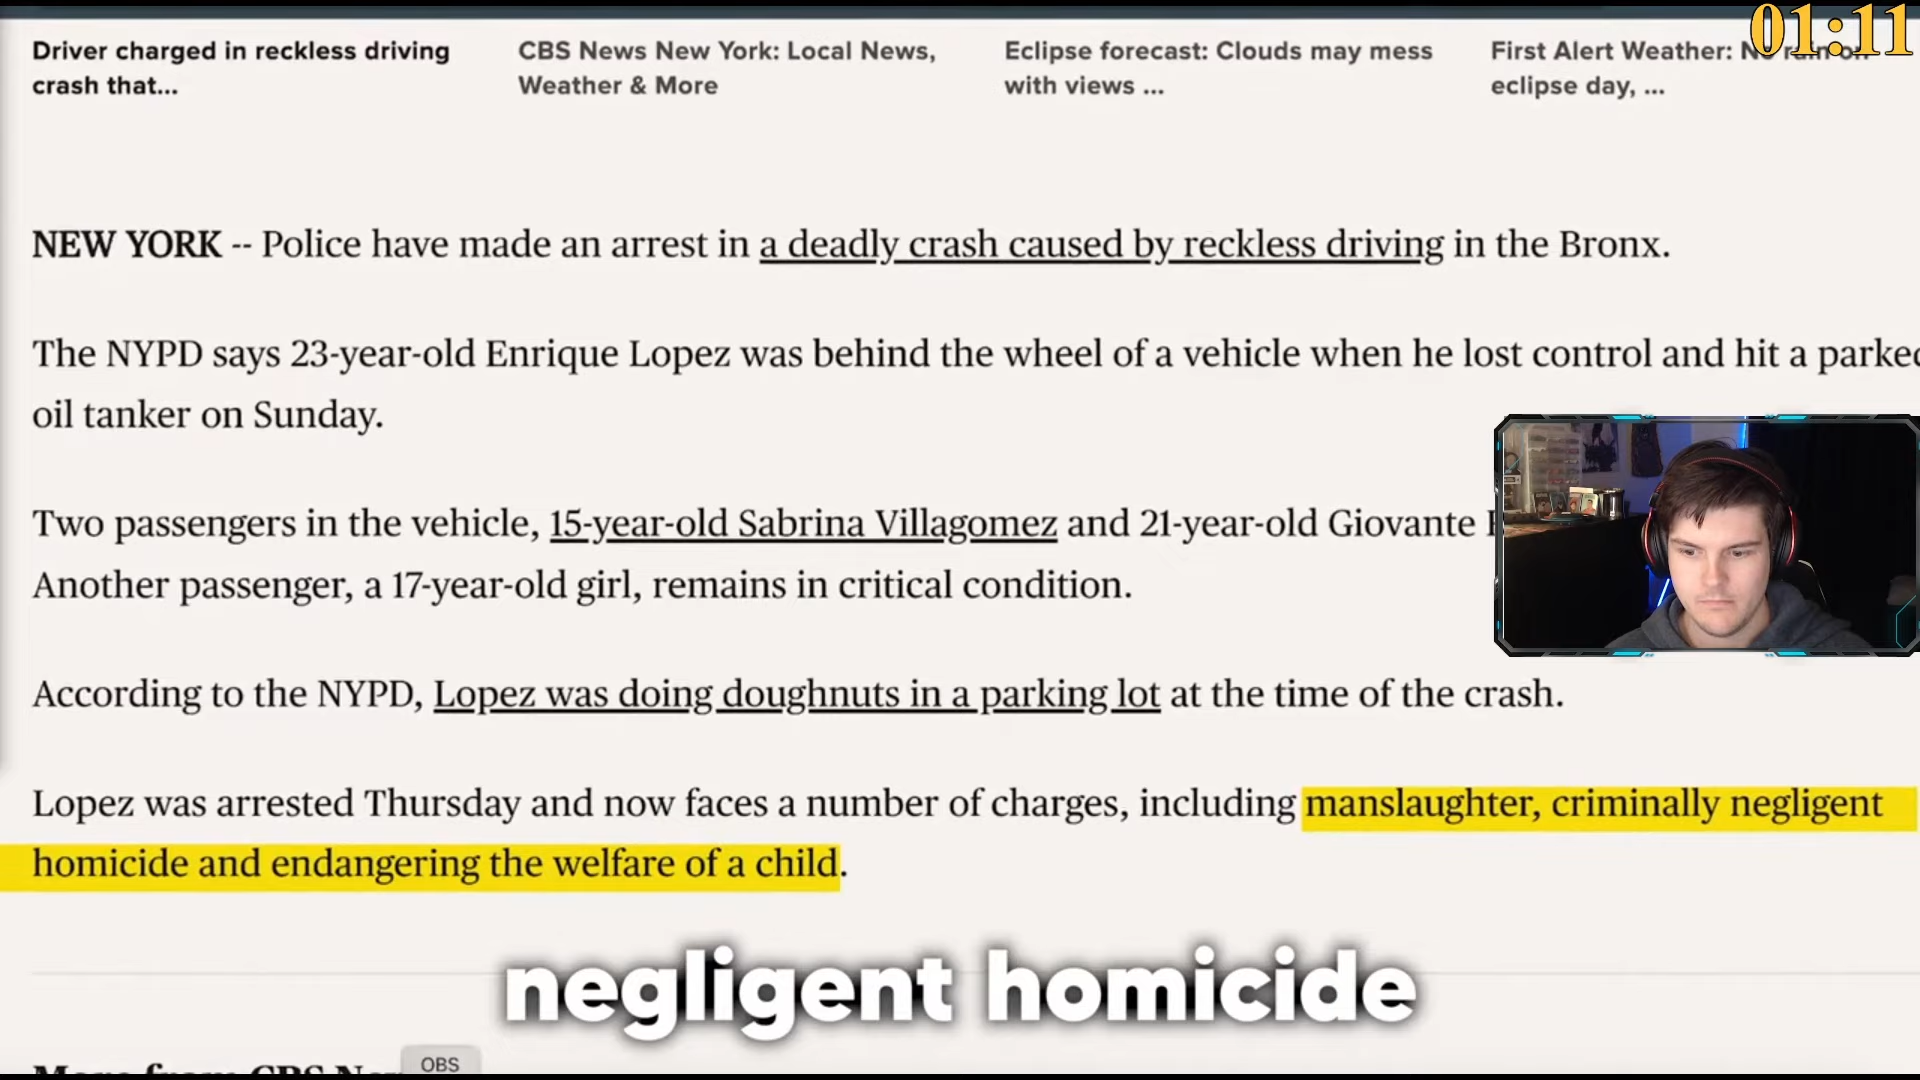 01:11
Driver charged in reckless driving
crash that...
CBS News New York: Local News,
Weather & More
Eclipse forecast: Clouds may mess
with views ...
First Alert Weather: No rain on
eclipse day, ...
NEW YORK -- Police have made an arrest in a deadly crash caused by reckless driving in the Bronx.
The NYPD says 23-year-old Enrique Lopez was behind the wheel of a vehicle when he lost control and hit a parked
oil tanker on Sunday.
Two passengers in the vehicle, 15-year-old Sabrina Villagomez and 21-year-old Giovante
Another passenger, a 17-year-old girl, remains in critical condition.
According to the NYPD, Lopez was doing doughnuts in a parking lot at the time of the crash.
Lopez was arrested Thursday and now faces a number of charges, including manslaughter, criminally negligent
homicide and endangering the welfare of a child.
negligent homicide
More from CBS
OBS